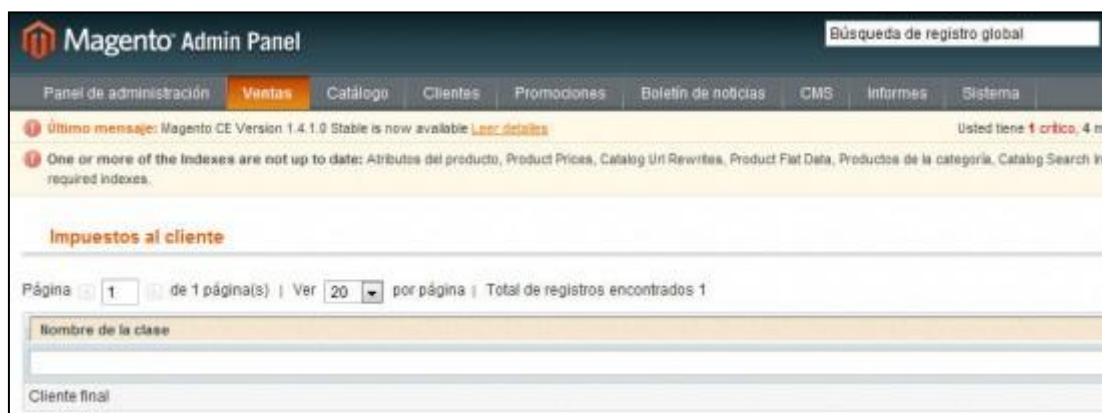 Magento Admin Panel
Búsqueda de registro global
Panel de administración Ventas Catálogo Clientes Promociones Boletín de noticias CMS Informes Sistema
Último mensaje: Magento CE Version 1.4.1.0 Stable is now available Leer detalles Usted tiene 1 crítico, 4 m
One or more of the Indexes are not up to date: Atributos del producto, Product Prices, Catalog Url Rewrites, Product Flat Data, Productos de la categoría, Catalog Search In
required indexes.
Impuestos al cliente
Página 1 de 1 página(s) | Ver 20 por página | Total de registros encontrados 1
Nombre de la clase
Cliente final